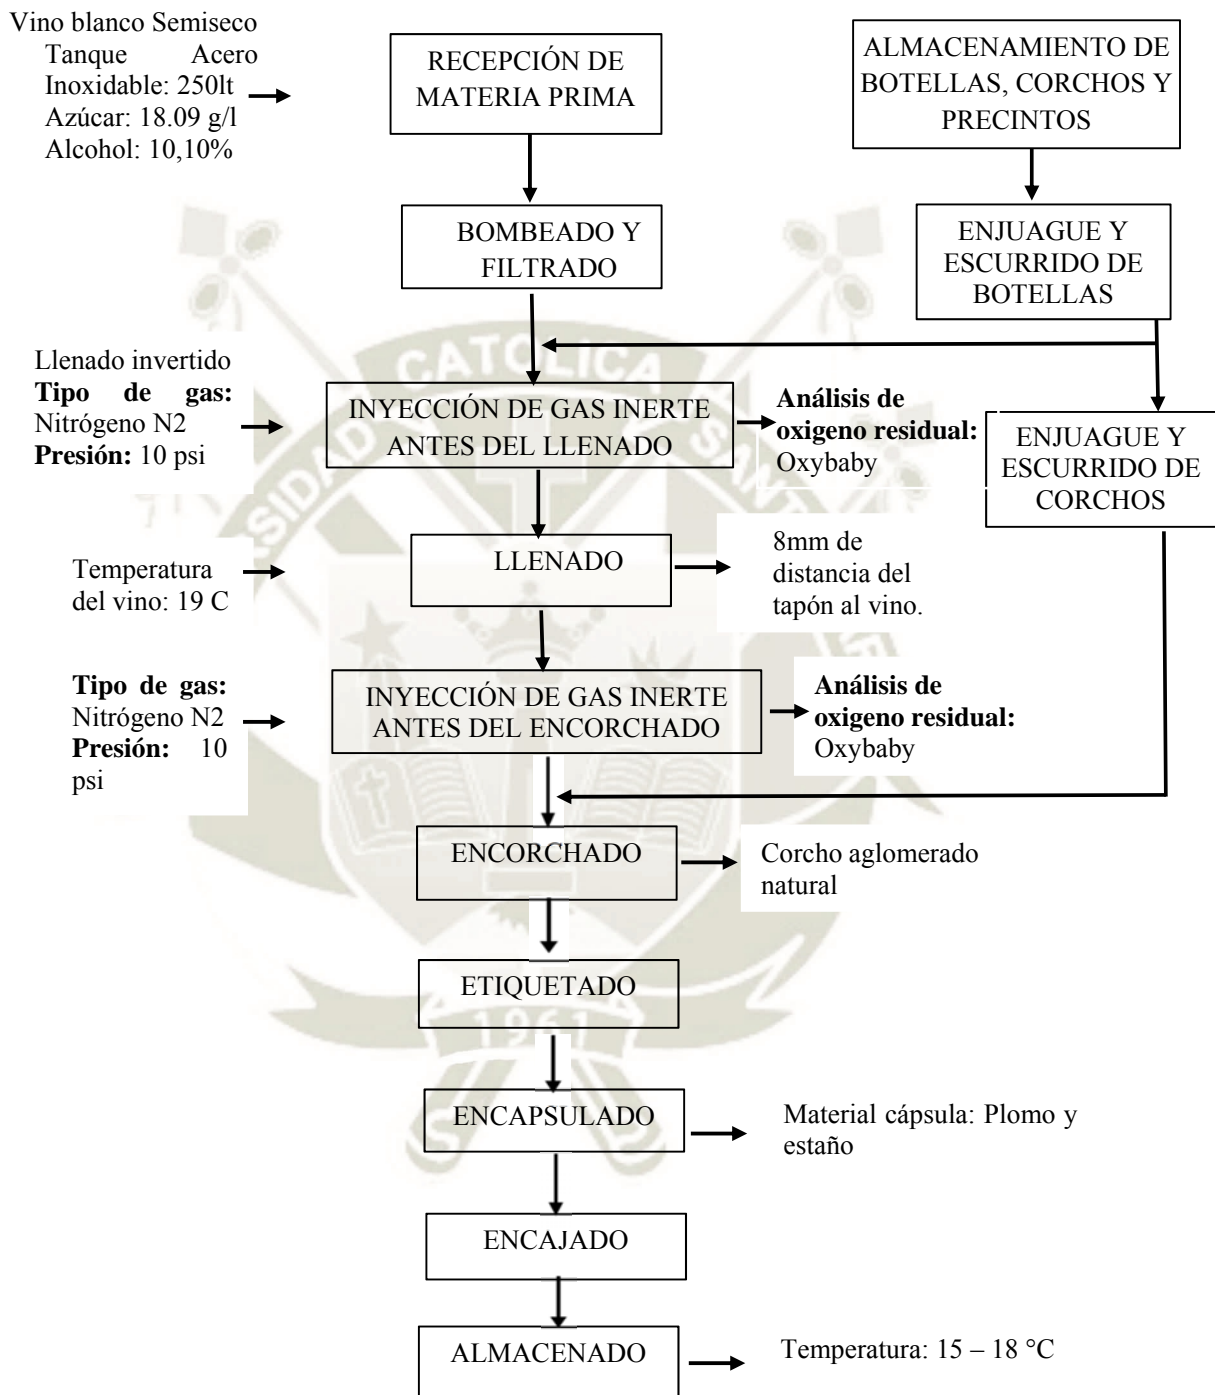 Vino blanco Semiseco
Tanque Acero
Inoxidable: 250lt
Azúcar: 18.09 g/l
Alcohol: 10,10%
RECEPCIÓN DE
MATERIA PRIMA
ALMACENAMIENTO DE
BOTELLAS, CORCHOS Y
PRECINTOS
BOMBEADO Y
FILTRADO
ENJUAGUE Y
ESCURRIDO DE
BOTELLAS
Llenado invertido
Tipo de gas:
Nitrógeno N2
Presión: 10 psi
INYECCIÓN DE GAS INERTE
ANTES DEL LLENADO
Análisis de
oxigeno residual:
Oxybaby
ENJUAGUE Y
ESCURRIDO DE
CORCHOS
Temperatura
del vino: 19 C
LLENADO
8mm de
distancia del
tapón al vino.
Tipo de gas:
Nitrógeno N2
Presión: 10
psi
INYECCIÓN DE GAS INERTE
ANTES DEL ENCORCHADO
Análisis de
oxigeno residual:
Oxybaby
ENCORCHADO
Corcho aglomerado
natural
ETIQUETADO
ENCAPSULADO
Material cápsula: Plomo y
estaño
ENCAJADO
ALMACENADO
Temperatura: 15 – 18 °C
CATOLICA
1961